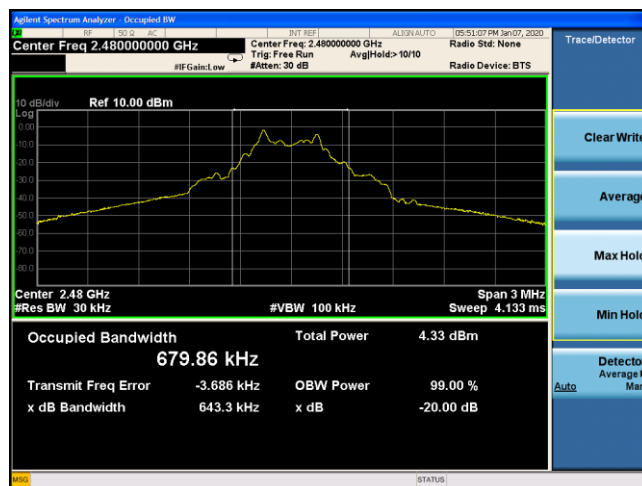 Agilent Spectrum Analyzer - Occupied BW
RF 50 Ω AC INT REF ALIGN AUTO 05:51:07 PM Jan 07, 2020
Center Freq 2.480000000 GHz
Center Freq: 2.480000000 GHz
Radio Std: None
Trig: Free Run Avg|Hold:> 10/10
#IFGain:Low #Atten: 30 dB Radio Device: BTS
Trace/Detector
10 dB/div Ref 10.00 dBm
Log
0.00
-10.0
-20.0
-30.0
-40.0
-50.0
-60.0
-70.0
-80.0
Center 2.48 GHz Span 3 MHz
#Res BW 30 kHz #VBW 100 kHz Sweep 4.133 ms
Occupied Bandwidth Total Power 4.33 dBm
679.86 kHz
Transmit Freq Error -3.686 kHz OBW Power 99.00 %
x dB Bandwidth 643.3 kHz x dB -20.00 dB
Clear Write
Average
Max Hold
Min Hold
Detector
Average
Auto Man
MSG STATUS